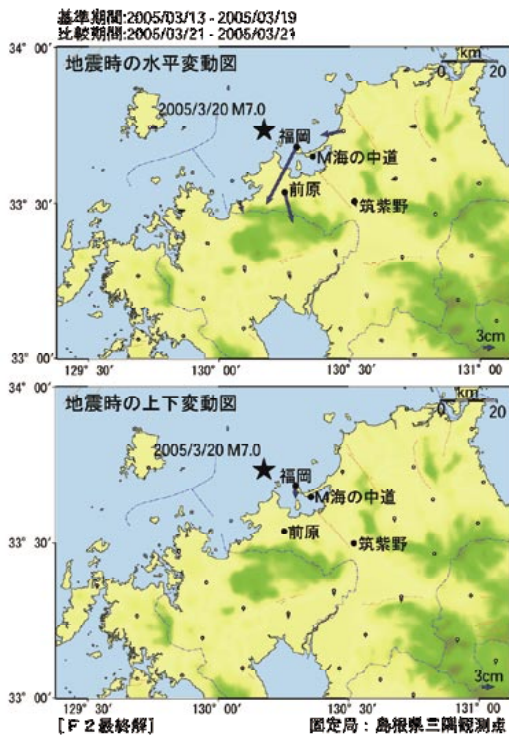 基準期間:2005/03/13 - 2005/03/19
比較期間:2005/03/21 - 2005/03/21
34° 00'
地震時の水平変動図
km
0 20
2005/3/20 M7.0
福岡
M海の中道
前原
筑紫野
33° 30'
3cm
33° 00'
129° 30' 130° 00' 130° 30' 131° 00'
34° 00'
地震時の上下変動図
km
0 20
2005/3/20 M7.0
福岡
M海の中道
前原
筑紫野
33° 30'
3cm
33° 00'
129° 30' 130° 00' 130° 30' 131° 00'
[F2最終解] 固定局：島根県三隅観測点